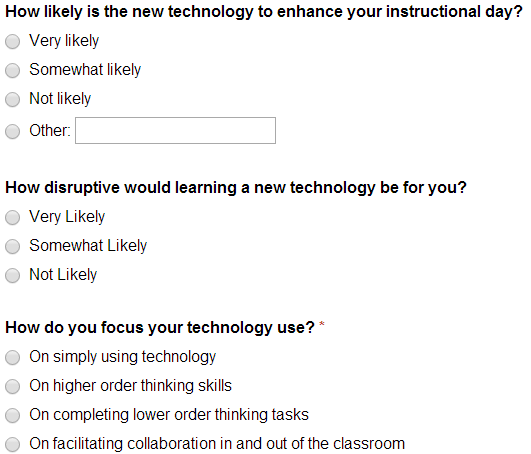 How likely is the new technology to enhance your instructional day?
Very likely
Somewhat likely
Not likely
Other:
How disruptive would learning a new technology be for you?
Very Likely
Somewhat Likely
Not Likely
How do you focus your technology use? *
On simply using technology
On higher order thinking skills
On completing lower order thinking tasks
On facilitating collaboration in and out of the classroom